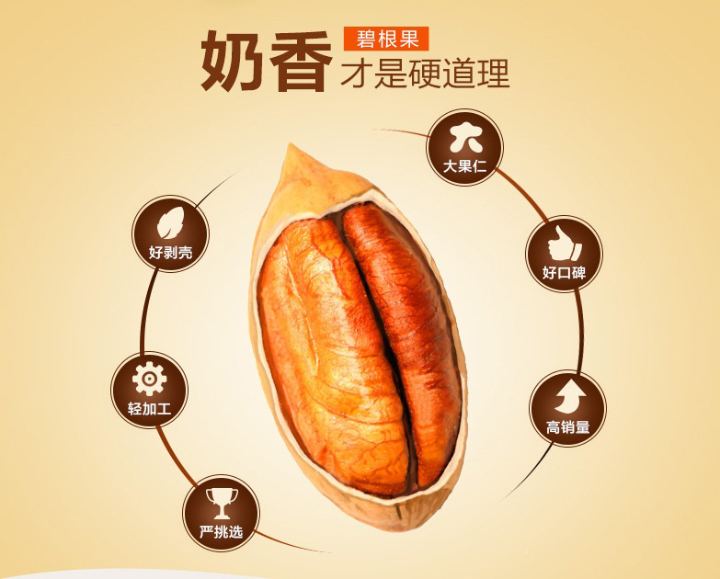 奶香
碧根果
才是硬道理
大果仁
好剥壳
好口碑
轻加工
高销量
严挑选